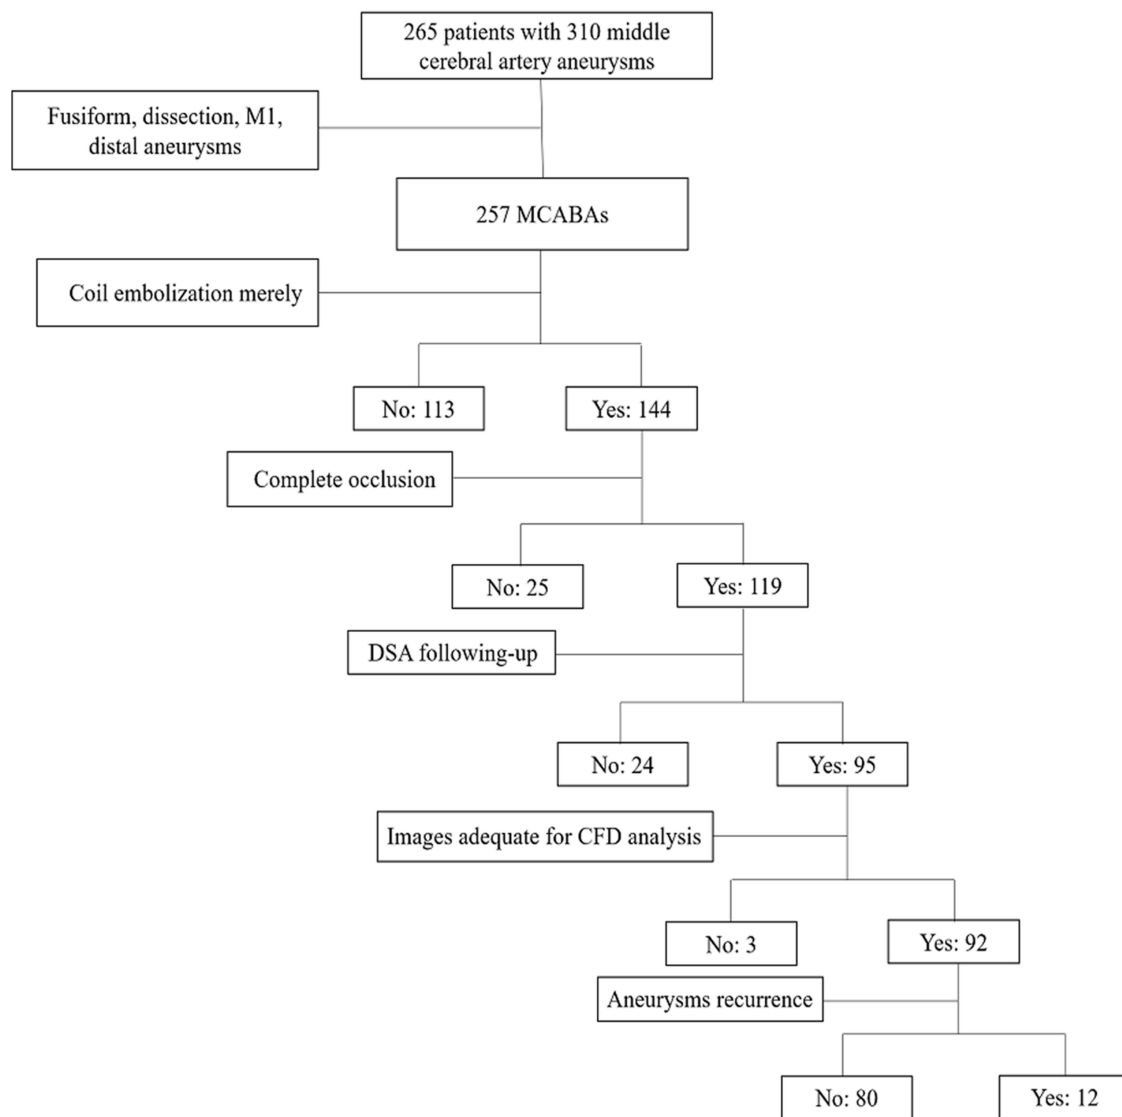 265 patients with 310 middle
cerebral artery aneurysms
Fusiform, dissection, M1,
distal aneurysms
257 MCABAs
Coil embolization merely
No: 113
Yes: 144
Complete occlusion
No: 25
Yes: 119
DSA following-up
No: 24
Yes: 95
Images adequate for CFD analysis
No: 3
Yes: 92
Aneurysms recurrence
No: 80
Yes: 12